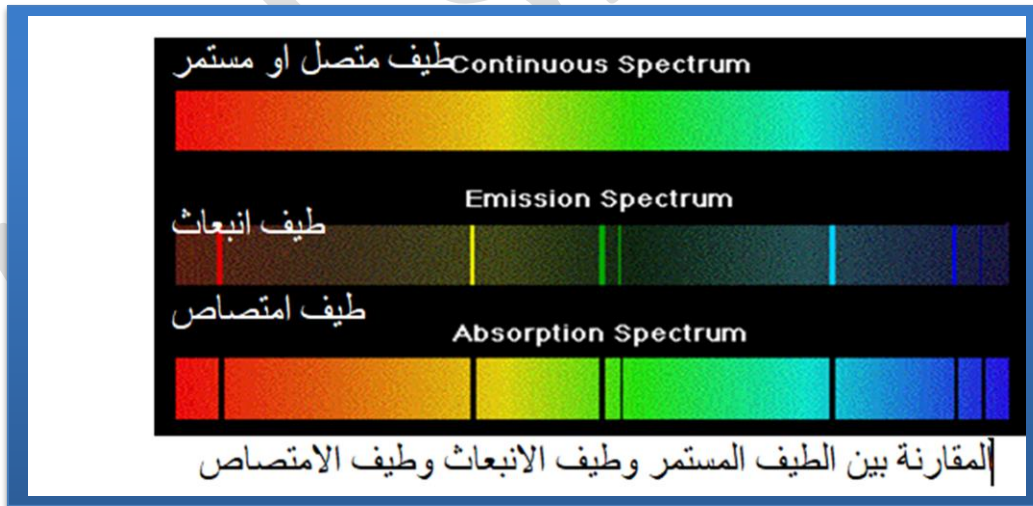 طيف متصل او مستمر Continuous Spectrum
Emission Spectrum
طيف انبعاث
طيف امتصاص
Absorption Spectrum
المقارنة بين الطيف المستمر وطيف الانبعاث وطيف الامتصاص